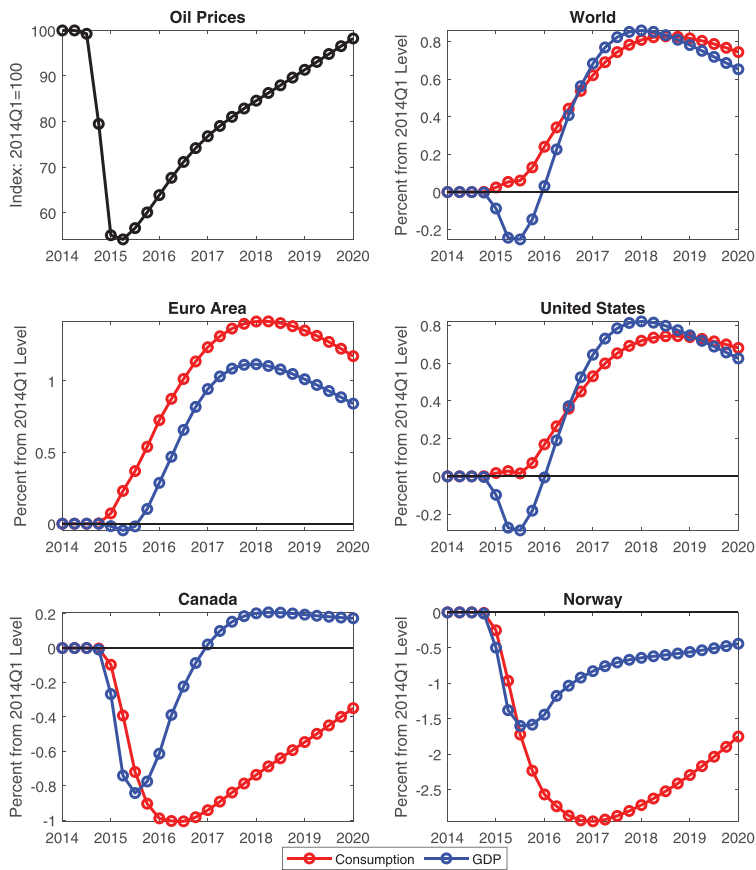 Oil Prices
Index: 2014Q1=100
100
90
80
70
60
2014 2015 2016 2017 2018 2019 2020
World
Percent from 2014Q1 Level
0.8
0.6
0.4
0.2
0
-0.2
2014 2015 2016 2017 2018 2019 2020
Euro Area
Percent from 2014Q1 Level
1
0.5
0
2014 2015 2016 2017 2018 2019 2020
United States
Percent from 2014Q1 Level
0.8
0.6
0.4
0.2
0
-0.2
2014 2015 2016 2017 2018 2019 2020
Canada
Percent from 2014Q1 Level
0.2
0
-0.2
-0.4
-0.6
-0.8
-1
2014 2015 2016 2017 2018 2019 2020
Norway
Percent from 2014Q1 Level
0
-0.5
-1
-1.5
-2
-2.5
2014 2015 2016 2017 2018 2019 2020
Consumption GDP